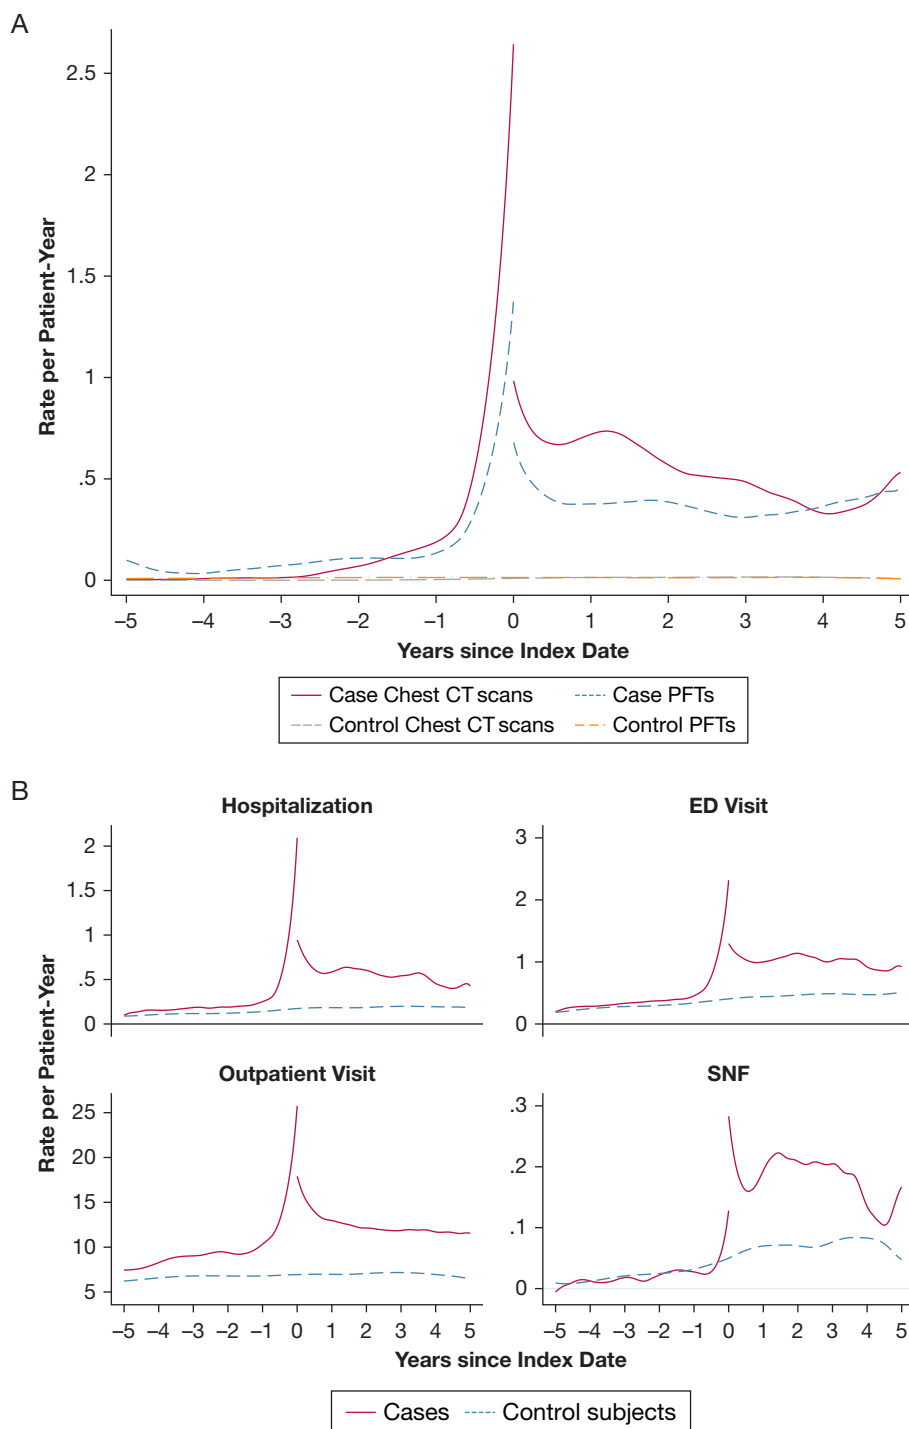 A
2.5
2
1.5
1
.5
0
Rate per Patient-Year
–5 –4 –3 –2 –1 0 1 2 3 4 5
Years since Index Date
Case Chest CT scans Case PFTs
Control Chest CT scans Control PFTs
B
Rate per Patient-Year
Hospitalization
2
1.5
1
.5
0
ED Visit
3
2
1
0
Outpatient Visit
25
20
15
10
5
–5 –4 –3 –2 –1 0 1 2 3 4 5
SNF
.3
.2
.1
0
–5 –4 –3 –2 –1 0 1 2 3 4 5
Years since Index Date
Cases Control subjects